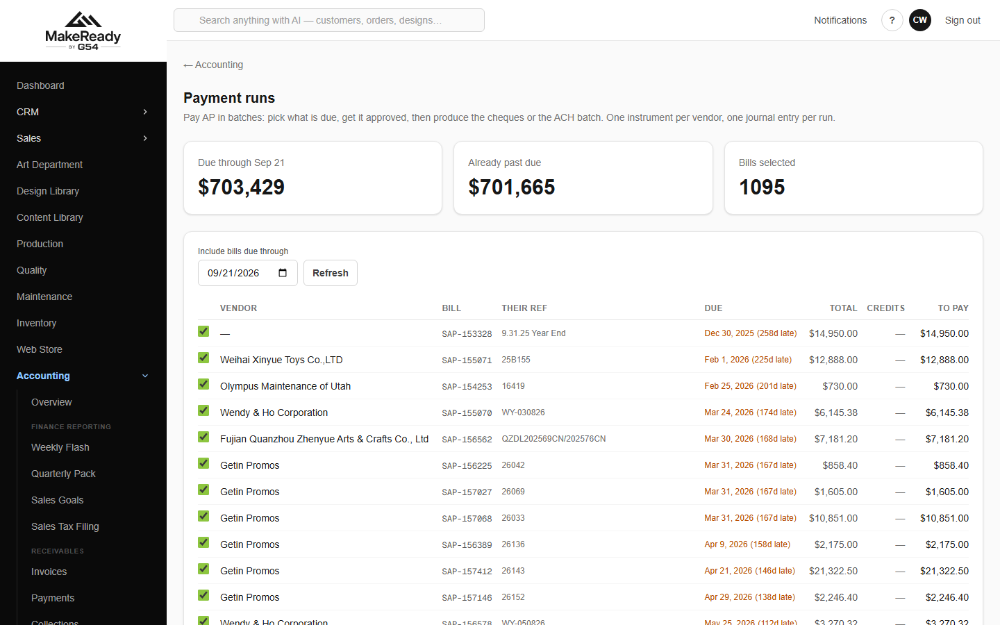 Search anything with AI — customers, orders, designs...
Notifications
?
CW
Sign out
MakeReady
BY G54
Dashboard
CRM
Sales
Art Department
Design Library
Content Library
Production
Quality
Maintenance
Inventory
Web Store
Accounting
Overview
FINANCE REPORTING
Weekly Flash
Quarterly Pack
Sales Goals
Sales Tax Filing
RECEIVABLES
Invoices
Payments
Collections
← Accounting
Payment runs
Pay AP in batches: pick what is due, get it approved, then produce the cheques or the ACH batch. One instrument per vendor, one journal entry per run.
Due through Sep 21
$703,429
Already past due
$701,665
Bills selected
1095
Include bills due through
09/21/2026
Refresh
VENDOR BILL THEIR REF DUE TOTAL CREDITS TO PAY
— SAP-153328 9.31.25 Year End Dec 30, 2025 (258d late) $14,950.00 — $14,950.00
Weihai Xinyue Toys Co.,LTD SAP-155071 25B155 Feb 1, 2026 (225d late) $12,888.00 — $12,888.00
Olympus Maintenance of Utah SAP-154253 16419 Feb 25, 2026 (201d late) $730.00 — $730.00
Wendy & Ho Corporation SAP-155070 WY-030826 Mar 24, 2026 (174d late) $6,145.38 — $6,145.38
Fujian Quanzhou Zhenyue Arts & Crafts Co., Ltd SAP-156562 QZDL202569CN/202576CN Mar 30, 2026 (168d late) $7,181.20 — $7,181.20
Getin Promos SAP-156225 26042 Mar 31, 2026 (167d late) $858.40 — $858.40
Getin Promos SAP-157027 26069 Mar 31, 2026 (167d late) $1,605.00 — $1,605.00
Getin Promos SAP-157068 26033 Mar 31, 2026 (167d late) $10,851.00 — $10,851.00
Getin Promos SAP-156389 26136 Apr 9, 2026 (158d late) $2,175.00 — $2,175.00
Getin Promos SAP-157412 26143 Apr 21, 2026 (146d late) $21,322.50 — $21,322.50
Getin Promos SAP-157146 26152 Apr 29, 2026 (138d late) $2,246.40 — $2,246.40
Wendy & Ho Corporation SAP-156578 WY-050826 May 25, 2026 (112d late) $3,270.32 — $3,270.32